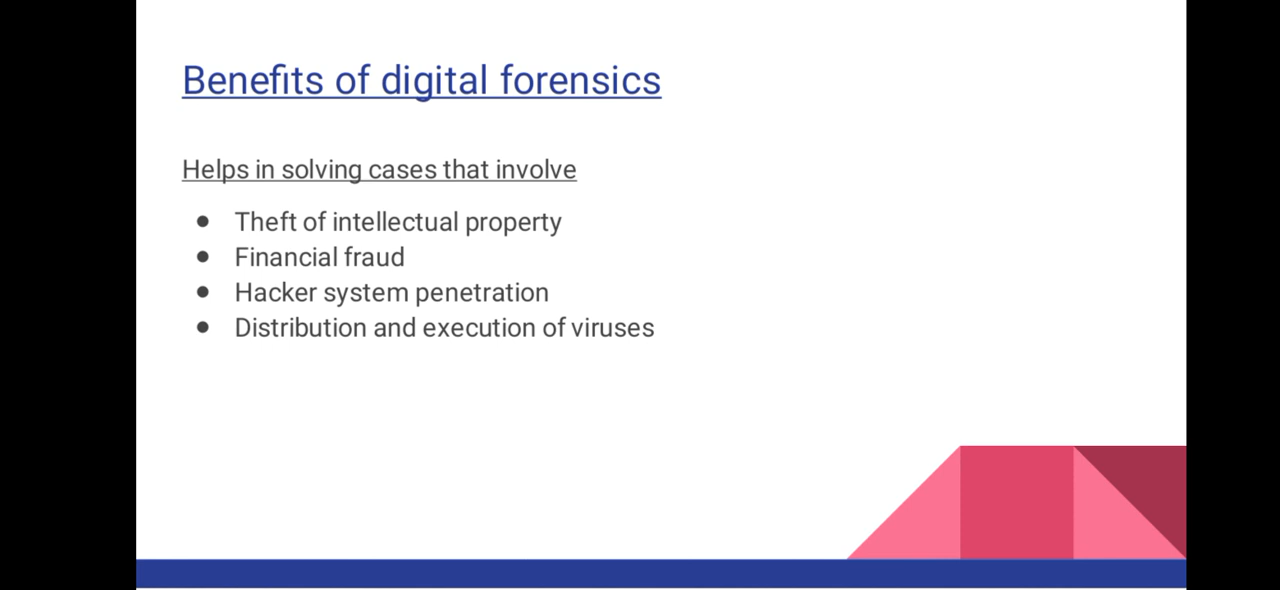 Benefits of digital forensics
Helps in solving cases that involve
● Theft of intellectual property
● Financial fraud
● Hacker system penetration
● Distribution and execution of viruses